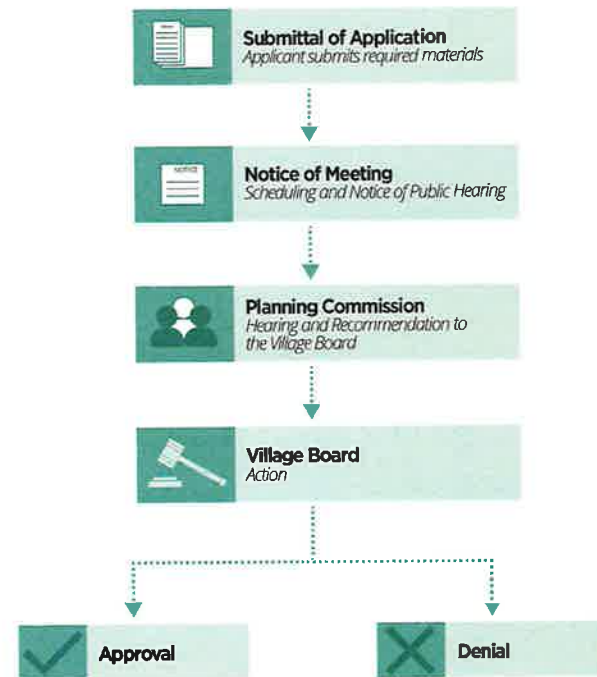 Submittal of Application
Applicant submits required materials
NOTICE
Notice of Meeting
Scheduling and Notice of Public Hearing
Planning Commission
Hearing and Recommendation to
the Village Board
Village Board
Action
Approval
Denial